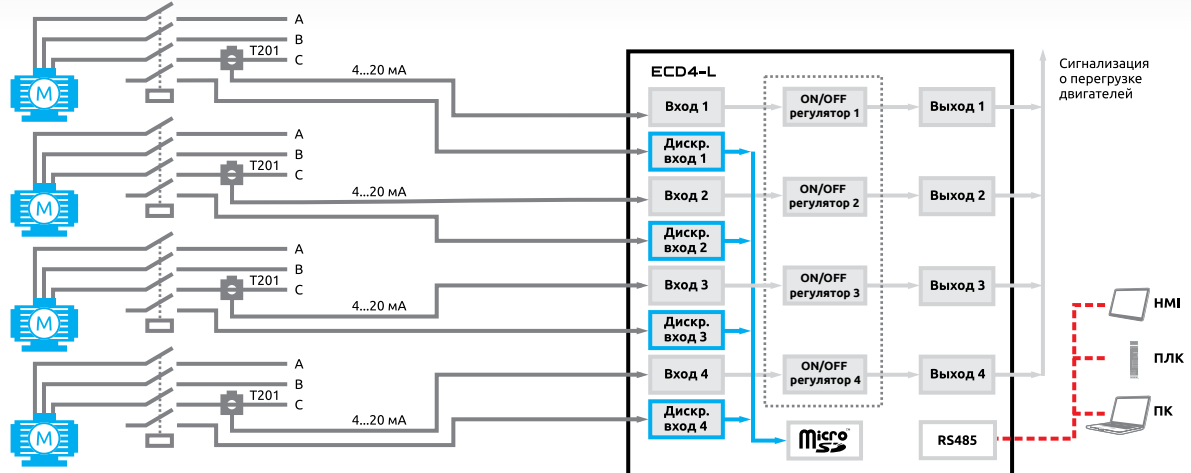 A
B
T201
C
4...20 мА
M
A
B
T201
C
4...20 мА
M
A
B
T201
C
4...20 мА
M
A
B
T201
C
4...20 мА
M
ECD4-L
Вход 1
ON/OFF
регулятор 1
Выход 1
Дискр.
вход 1
Вход 2
ON/OFF
регулятор 2
Выход 2
Дискр.
вход 2
Вход 3
ON/OFF
регулятор 3
Выход 3
Дискр.
вход 3
Вход 4
ON/OFF
регулятор 4
Выход 4
Дискр.
вход 4
Micro
SD
™
RS485
Сигнализация
о перегрузке
двигателей
HMI
ПЛК
ПК